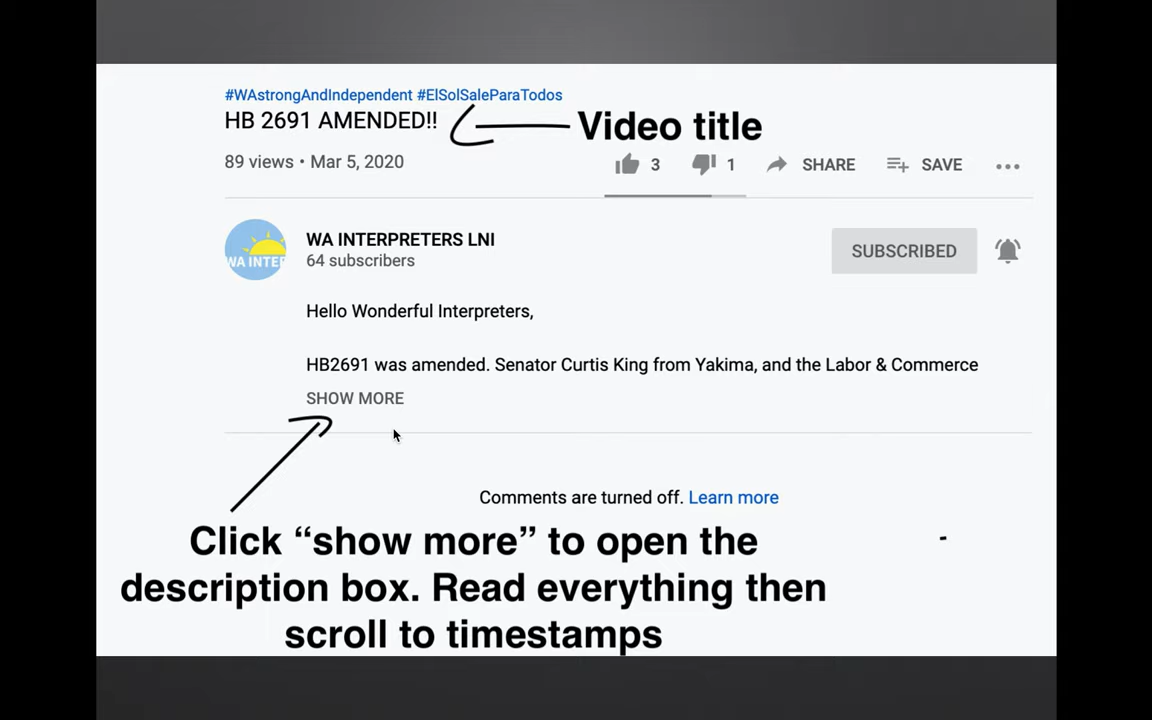 #WAstrongAndIndependent #ElSolSaleParaTodos
HB 2691 AMENDED!!
Video title
89 views • Mar 5, 2020
3
1
SHARE
SAVE
WA INTER
WA INTERPRETERS LNI
64 subscribers
SUBSCRIBED
Hello Wonderful Interpreters,
HB2691 was amended. Senator Curtis King from Yakima, and the Labor & Commerce
SHOW MORE
Comments are turned off. Learn more
Click “show more” to open the
description box. Read everything then
scroll to timestamps